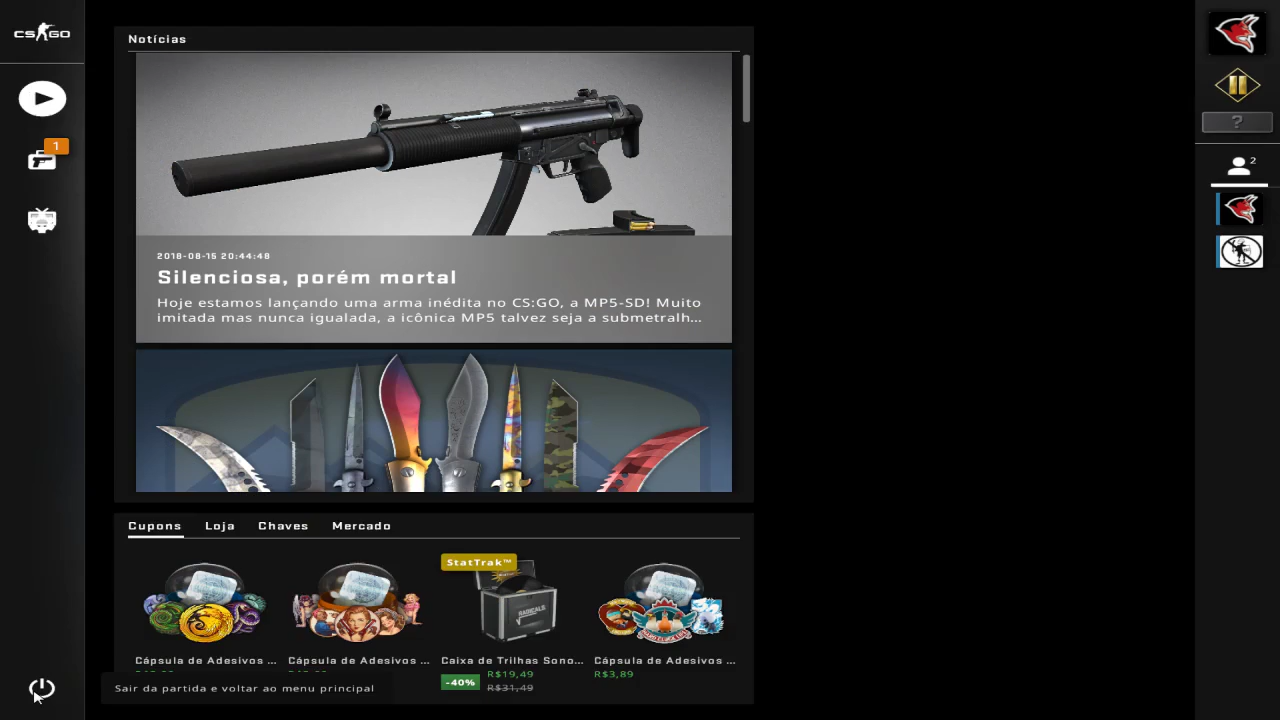 CS GO
Notícias
1
2018-08-15 20:44:48
Silenciosa, porém mortal
Hoje estamos lançando uma arma inédita no CS:GO, a MP5-SD! Muito
imitada mas nunca igualada, a icônica MP5 talvez seja a submetralh...
?
2
Cupons Loja Chaves Mercado
StatTrak™
RADICALS
Cápsula de Adesivos ... Cápsula de Adesivos ... Caixa de Trilhas Sono... Cápsula de Adesivos ...
-40% R$19,49 R$3,89
R$31,49
Sair da partida e voltar ao menu principal